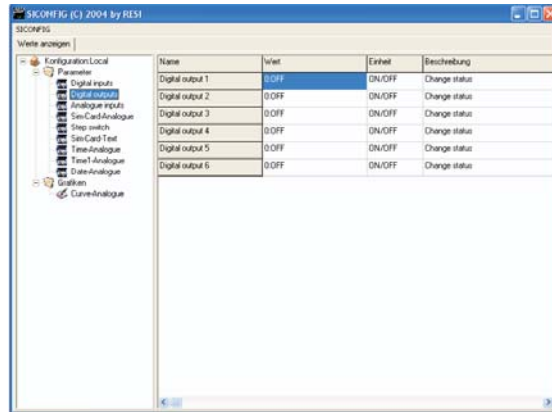 SICONFIG (C) 2004 by RESI
SICONFIG
Werte anzeigen
Konfiguration:Local
Parameter
Digital inputs
Digital outputs
Analogue inputs
Sim-Card-Analogue
Step switch
Sim-Card-Text
Time-Analogue
Time1-Analogue
Date-Analogue
Grafiken
Curve-Analogue
Name Wert Einheit Beschreibung
Digital output 1 0:OFF ON/OFF Change status
Digital output 2 0:OFF ON/OFF Change status
Digital output 3 0:OFF ON/OFF Change status
Digital output 4 0:OFF ON/OFF Change status
Digital output 5 0:OFF ON/OFF Change status
Digital output 6 0:OFF ON/OFF Change status